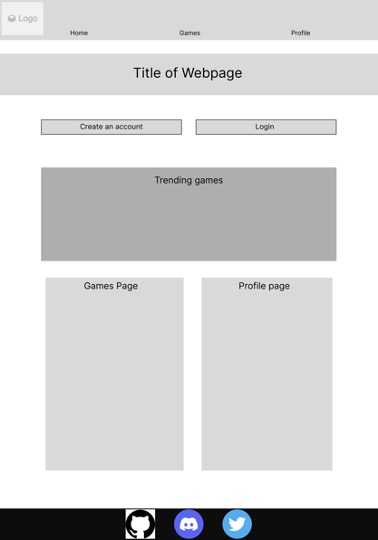 Logo
Home Games Profile
Title of Webpage
Create an account Login
Trending games
Games Page Profile page